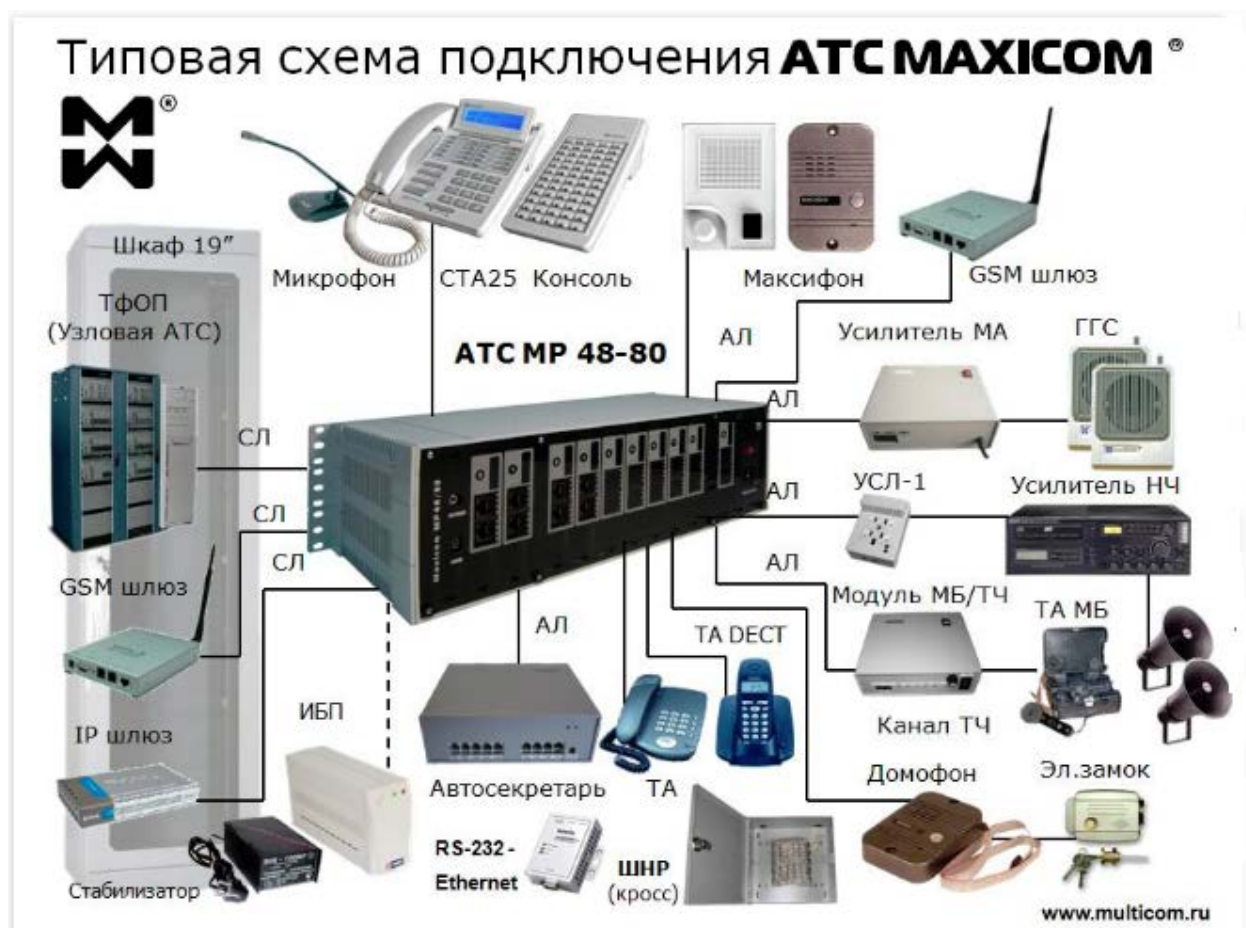 Типовая схема подключения АТС MAXICOM ®
®
Шкаф 19″
Микрофон
СТА25
Консоль
Максифон
GSM шлюз
ТфОП
(Узловая АТС)
АТС МР 48-80
АЛ
Усилитель МА
ГГС
АЛ
СЛ
АЛ
УСЛ-1
Усилитель НЧ
СЛ
СЛ
АЛ
Maxicom MP48/80
GSM шлюз
Модуль МБ/ТЧ
ТА МБ
АЛ
ТА DECT
ИБП
Канал ТЧ
IP шлюз
Автосекретарь
ТА
Домофон
Эл.замок
RS-232 -
Ethernet
ШНР
(кросс)
Стабилизатор
www.multicom.ru